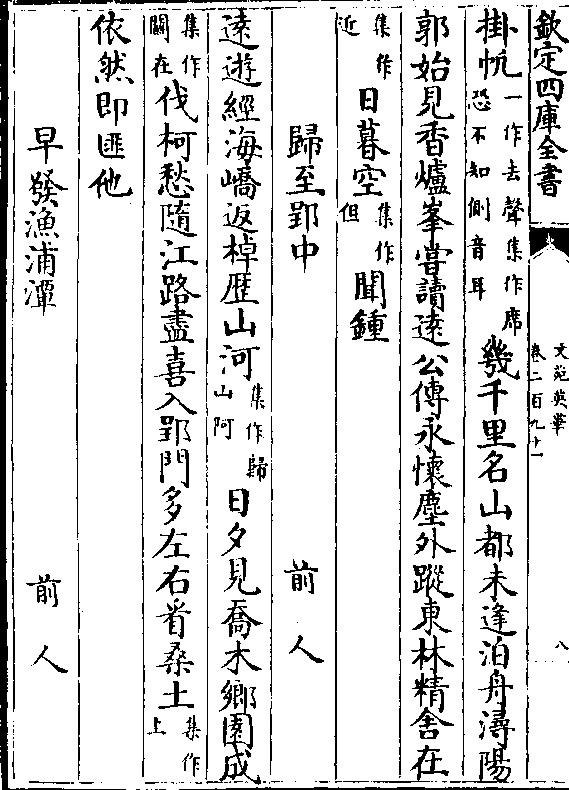 欽定四庫全書
文苑英華
卷二百九十一
八
掛帆一作去聲集作席恐不知側音耳幾千里名山都未逢泊舟潯陽
郭始見香爐峯嘗讀遠公傳永懷塵外蹤東林精舍在
集作近日暮空集作但聞鍾
歸至郢中 前人
遠遊經海嶠返棹歴山河集作歸山阿日夕見喬木鄉園成
集作關在伐柯愁隨江路盡喜入郢門多左右看桑土集作上
依然即匪他
早發漁浦潭 前人